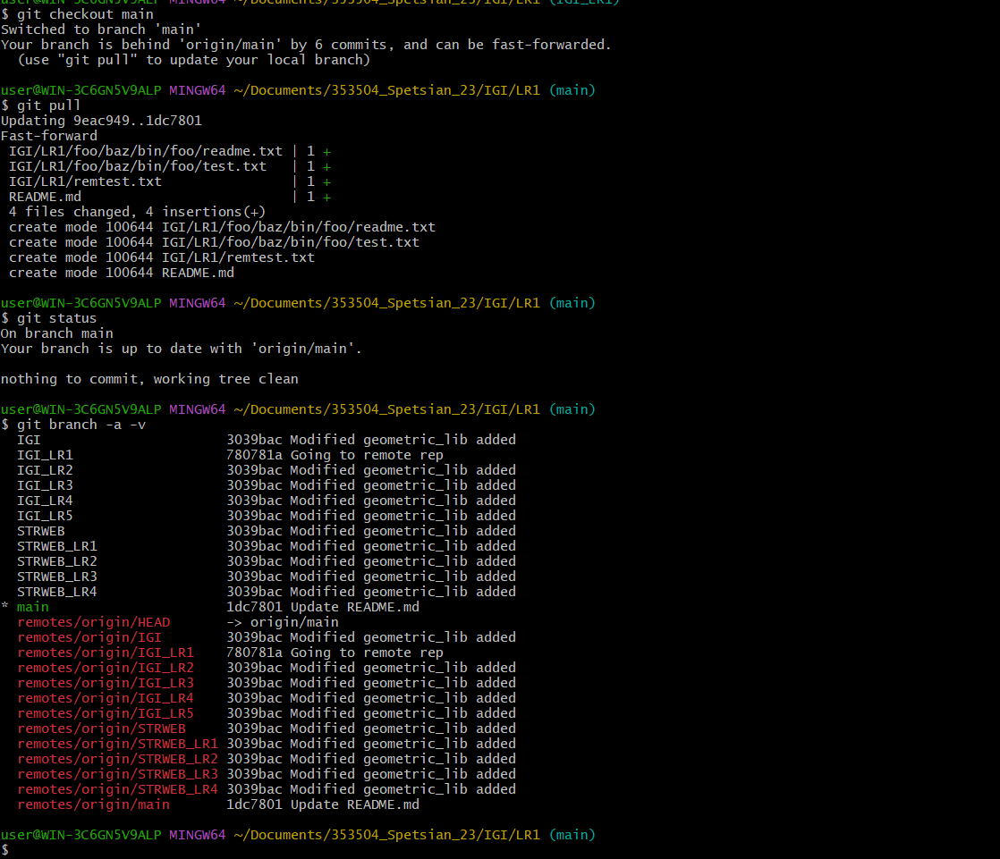 user@WIN-3C6GN5V9ALP MINGW64 ~/Documents/353504_Spetsian_23/IGI/LR1 (IGI_LR1)
$ git checkout main
Switched to branch 'main'
Your branch is behind 'origin/main' by 6 commits, and can be fast-forwarded.
  (use "git pull" to update your local branch)

user@WIN-3C6GN5V9ALP MINGW64 ~/Documents/353504_Spetsian_23/IGI/LR1 (main)
$ git pull
Updating 9eac949..1dc7801
Fast-forward
 IGI/LR1/foo/baz/bin/foo/readme.txt | 1 +
 IGI/LR1/foo/baz/bin/foo/test.txt   | 1 +
 IGI/LR1/remtest.txt                | 1 +
 README.md                          | 1 +
 4 files changed, 4 insertions(+)
 create mode 100644 IGI/LR1/foo/baz/bin/foo/readme.txt
 create mode 100644 IGI/LR1/foo/baz/bin/foo/test.txt
 create mode 100644 IGI/LR1/remtest.txt
 create mode 100644 README.md

user@WIN-3C6GN5V9ALP MINGW64 ~/Documents/353504_Spetsian_23/IGI/LR1 (main)
$ git status
On branch main
Your branch is up to date with 'origin/main'.

nothing to commit, working tree clean

user@WIN-3C6GN5V9ALP MINGW64 ~/Documents/353504_Spetsian_23/IGI/LR1 (main)
$ git branch -a -v
  IGI                       3039bac Modified geometric_lib added
  IGI_LR1                   780781a Going to remote rep
  IGI_LR2                   3039bac Modified geometric_lib added
  IGI_LR3                   3039bac Modified geometric_lib added
  IGI_LR4                   3039bac Modified geometric_lib added
  IGI_LR5                   3039bac Modified geometric_lib added
  STRWEB                    3039bac Modified geometric_lib added
  STRWEB_LR1                3039bac Modified geometric_lib added
  STRWEB_LR2                3039bac Modified geometric_lib added
  STRWEB_LR3                3039bac Modified geometric_lib added
  STRWEB_LR4                3039bac Modified geometric_lib added
* main                      1dc7801 Update README.md
  remotes/origin/HEAD       -> origin/main
  remotes/origin/IGI        3039bac Modified geometric_lib added
  remotes/origin/IGI_LR1    780781a Going to remote rep
  remotes/origin/IGI_LR2    3039bac Modified geometric_lib added
  remotes/origin/IGI_LR3    3039bac Modified geometric_lib added
  remotes/origin/IGI_LR4    3039bac Modified geometric_lib added
  remotes/origin/IGI_LR5    3039bac Modified geometric_lib added
  remotes/origin/STRWEB     3039bac Modified geometric_lib added
  remotes/origin/STRWEB_LR1 3039bac Modified geometric_lib added
  remotes/origin/STRWEB_LR2 3039bac Modified geometric_lib added
  remotes/origin/STRWEB_LR3 3039bac Modified geometric_lib added
  remotes/origin/STRWEB_LR4 3039bac Modified geometric_lib added
  remotes/origin/main       1dc7801 Update README.md

user@WIN-3C6GN5V9ALP MINGW64 ~/Documents/353504_Spetsian_23/IGI/LR1 (main)
$